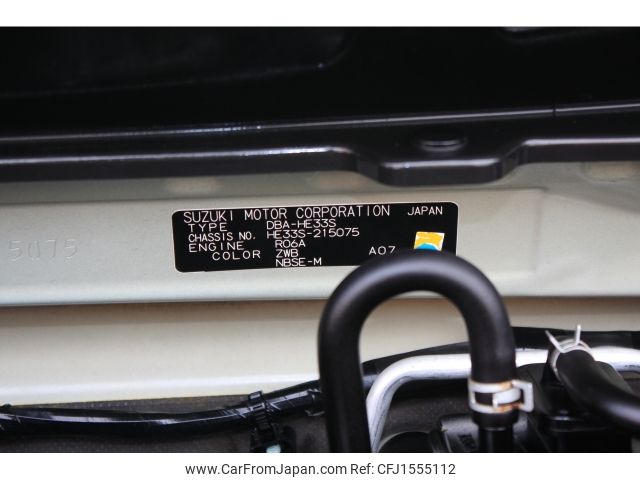 SUZUKI MOTOR CORPORATION JAPAN
TYPE DBA-HE33S
CHASSIS NO. HE33S-215075
ENGINE R06A
COLOR ZWB A07
NBSE-M
5075
www.CarFromJapan.com CFJ1555112